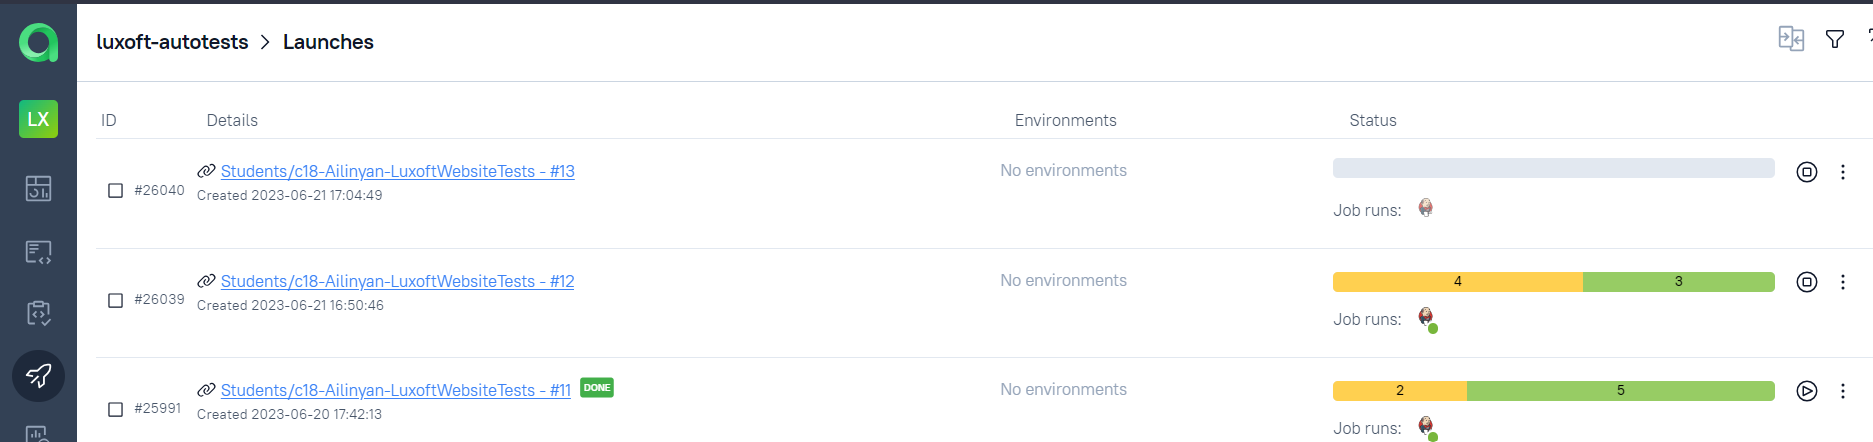 luxoft-autotests > Launches
LX
ID Details Environments Status
Students/c18-Ailinyan-LuxoftWebsiteTests - #13 No environments
#26040 Created 2023-06-21 17:04:49
Job runs:
Students/c18-Ailinyan-LuxoftWebsiteTests - #12 No environments 4 3
#26039 Created 2023-06-21 16:50:46
Job runs:
Students/c18-Ailinyan-LuxoftWebsiteTests - #11 DONE No environments 2 5
#25991 Created 2023-06-20 17:42:13
Job runs: